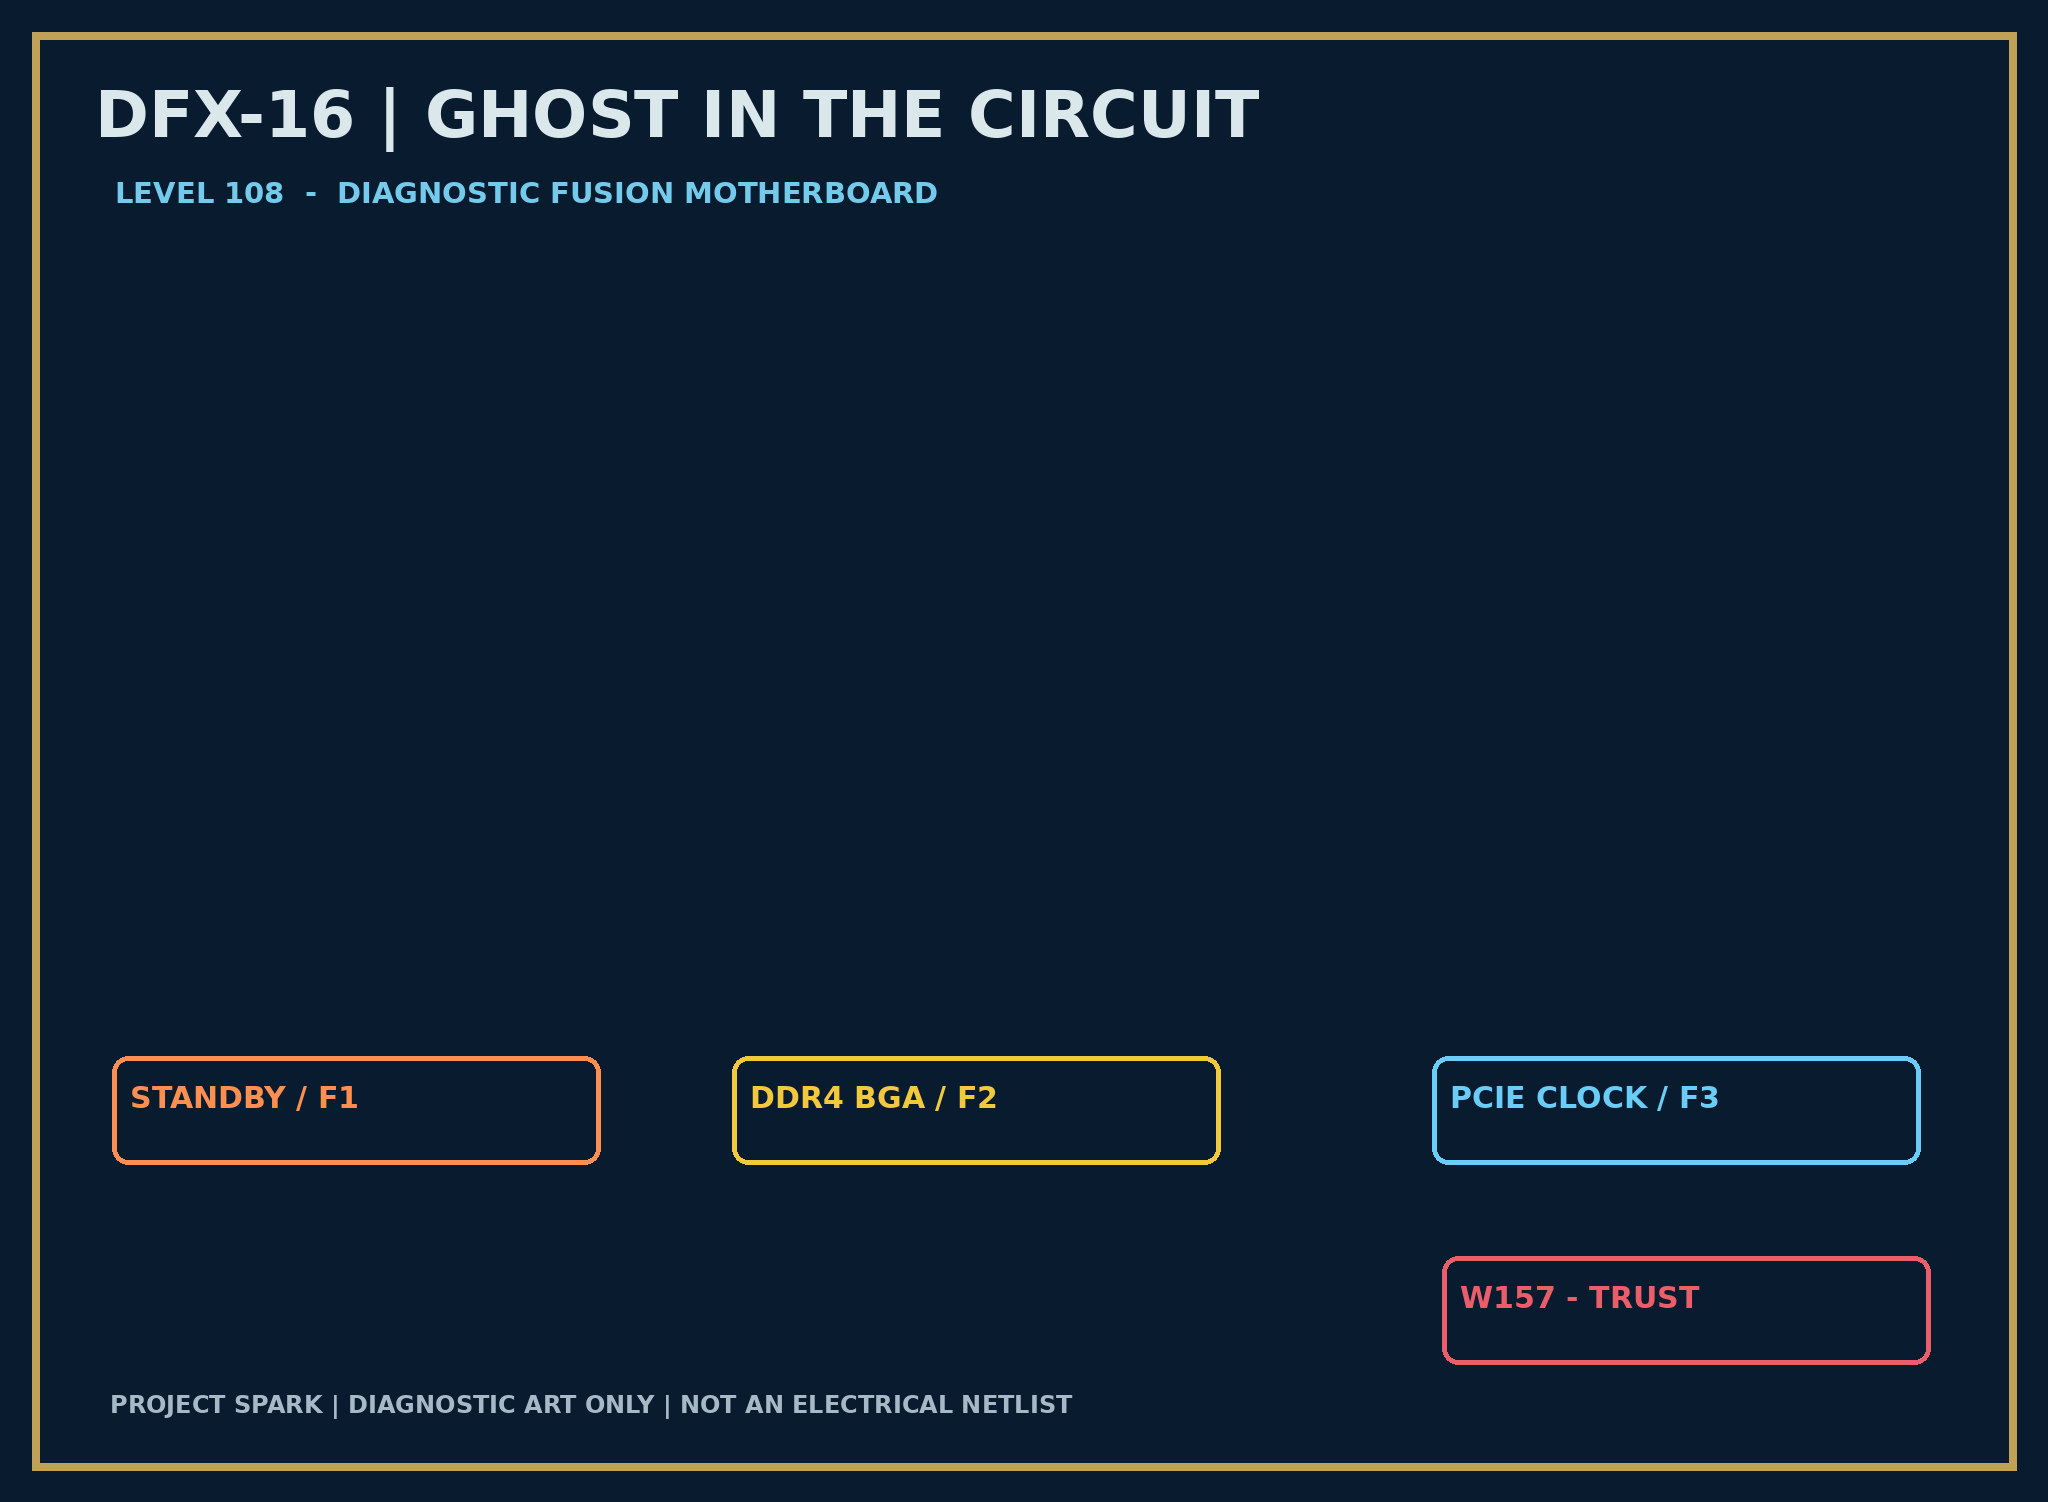 DFX-16 | GHOST IN THE CIRCUIT
LEVEL 108 - DIAGNOSTIC FUSION MOTHERBOARD
STANDBY / F1
DDR4 BGA / F2
PCIE CLOCK / F3
W157 - TRUST
PROJECT SPARK | DIAGNOSTIC ART ONLY | NOT AN ELECTRICAL NETLIST